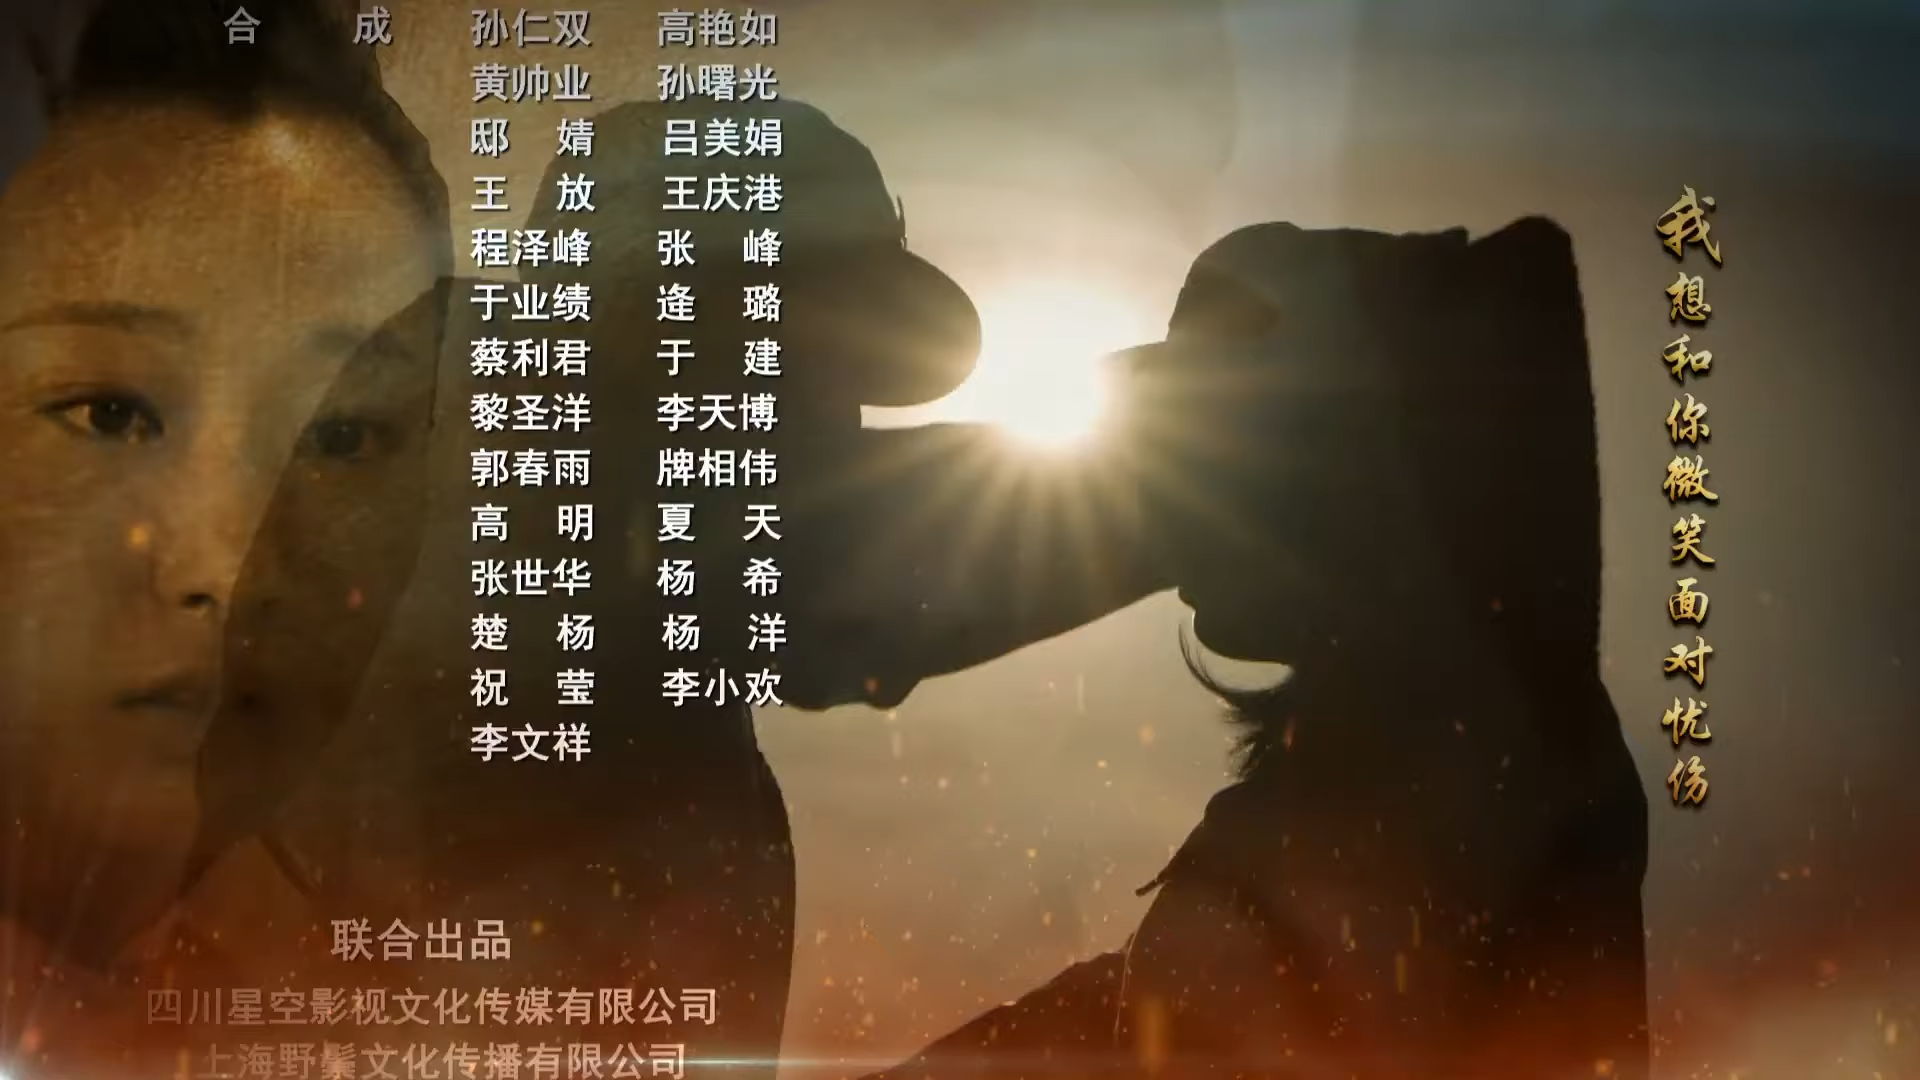 合 成 孙仁双 高艳如
黄帅业 孙曙光
邸 婧 吕美娟
王 放 王庆港
程泽峰 张 峰
于业绩 逄 璐
蔡利君 于 建
黎圣洋 李天博
郭春雨 牌相伟
高 明 夏 天
张世华 杨 希
楚 杨 杨 洋
祝 莹 李小欢
李文祥
联合出品
四川星空影视文化传媒有限公司
上海野鬃文化传播有限公司
我想和你微笑面对忧伤